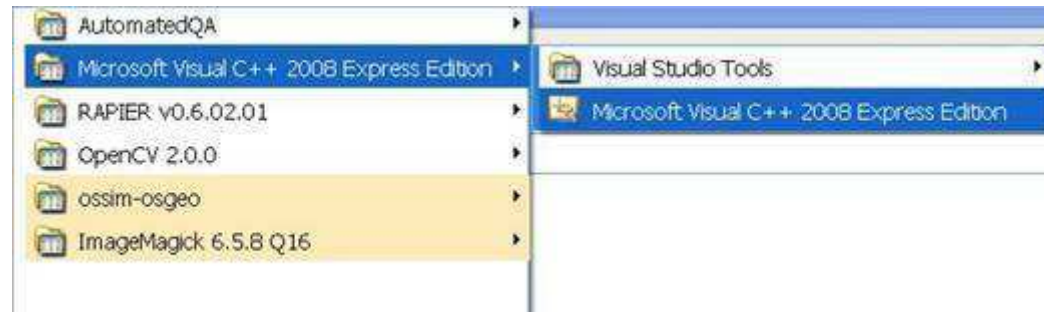 AutomatedQA
Microsoft Visual C++ 2008 Express Edition
RAPIER v0.6.02.01
OpenCV 2.0.0
ossim-osgeo
ImageMagick 6.5.8 Q16
Visual Studio Tools
Microsoft Visual C++ 2008 Express Edition